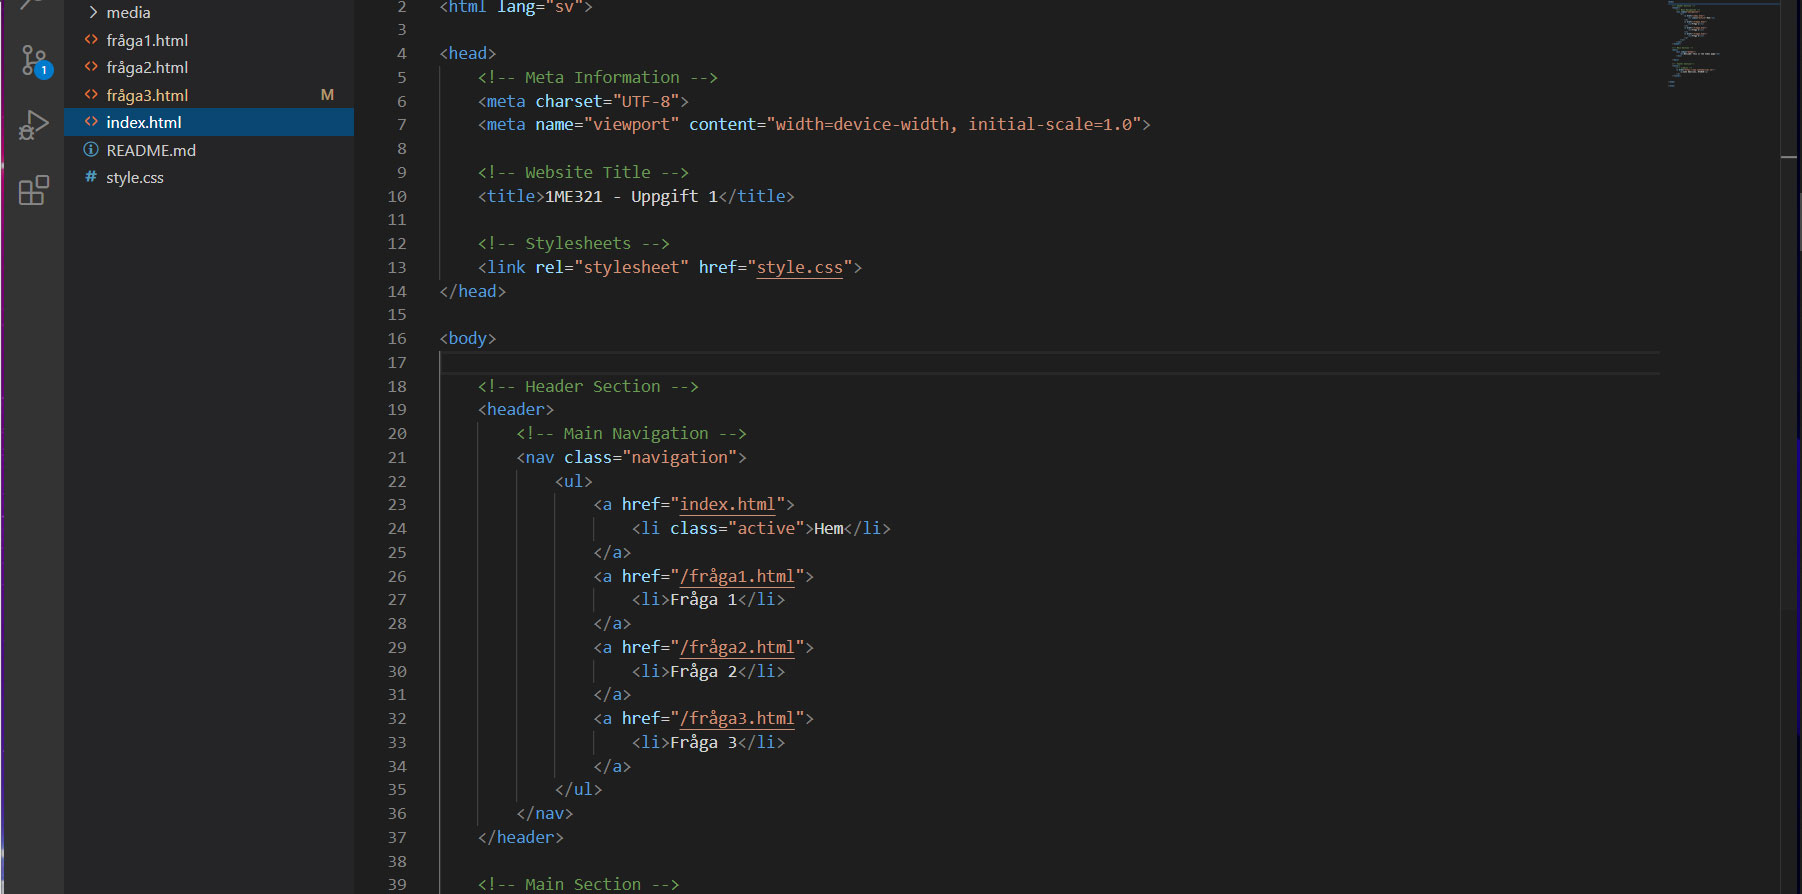 media
fråga1.html
fråga2.html
fråga3.html M
index.html
README.md
style.css
1
2 <html lang="sv">
3
4 <head>
5 <!-- Meta Information -->
6 <meta charset="UTF-8">
7 <meta name="viewport" content="width=device-width, initial-scale=1.0">
8
9 <!-- Website Title -->
10 <title>1ME321 - Uppgift 1</title>
11
12 <!-- Stylesheets -->
13 <link rel="stylesheet" href="style.css">
14 </head>
15
16 <body>
17
18 <!-- Header Section -->
19 <header>
20 <!-- Main Navigation -->
21 <nav class="navigation">
22 <ul>
23 <a href="index.html">
24 <li class="active">Hem</li>
25 </a>
26 <a href="/fråga1.html">
27 <li>Fråga 1</li>
28 </a>
29 <a href="/fråga2.html">
30 <li>Fråga 2</li>
31 </a>
32 <a href="/fråga3.html">
33 <li>Fråga 3</li>
34 </a>
35 </ul>
36 </nav>
37 </header>
38
39 <!-- Main Section -->